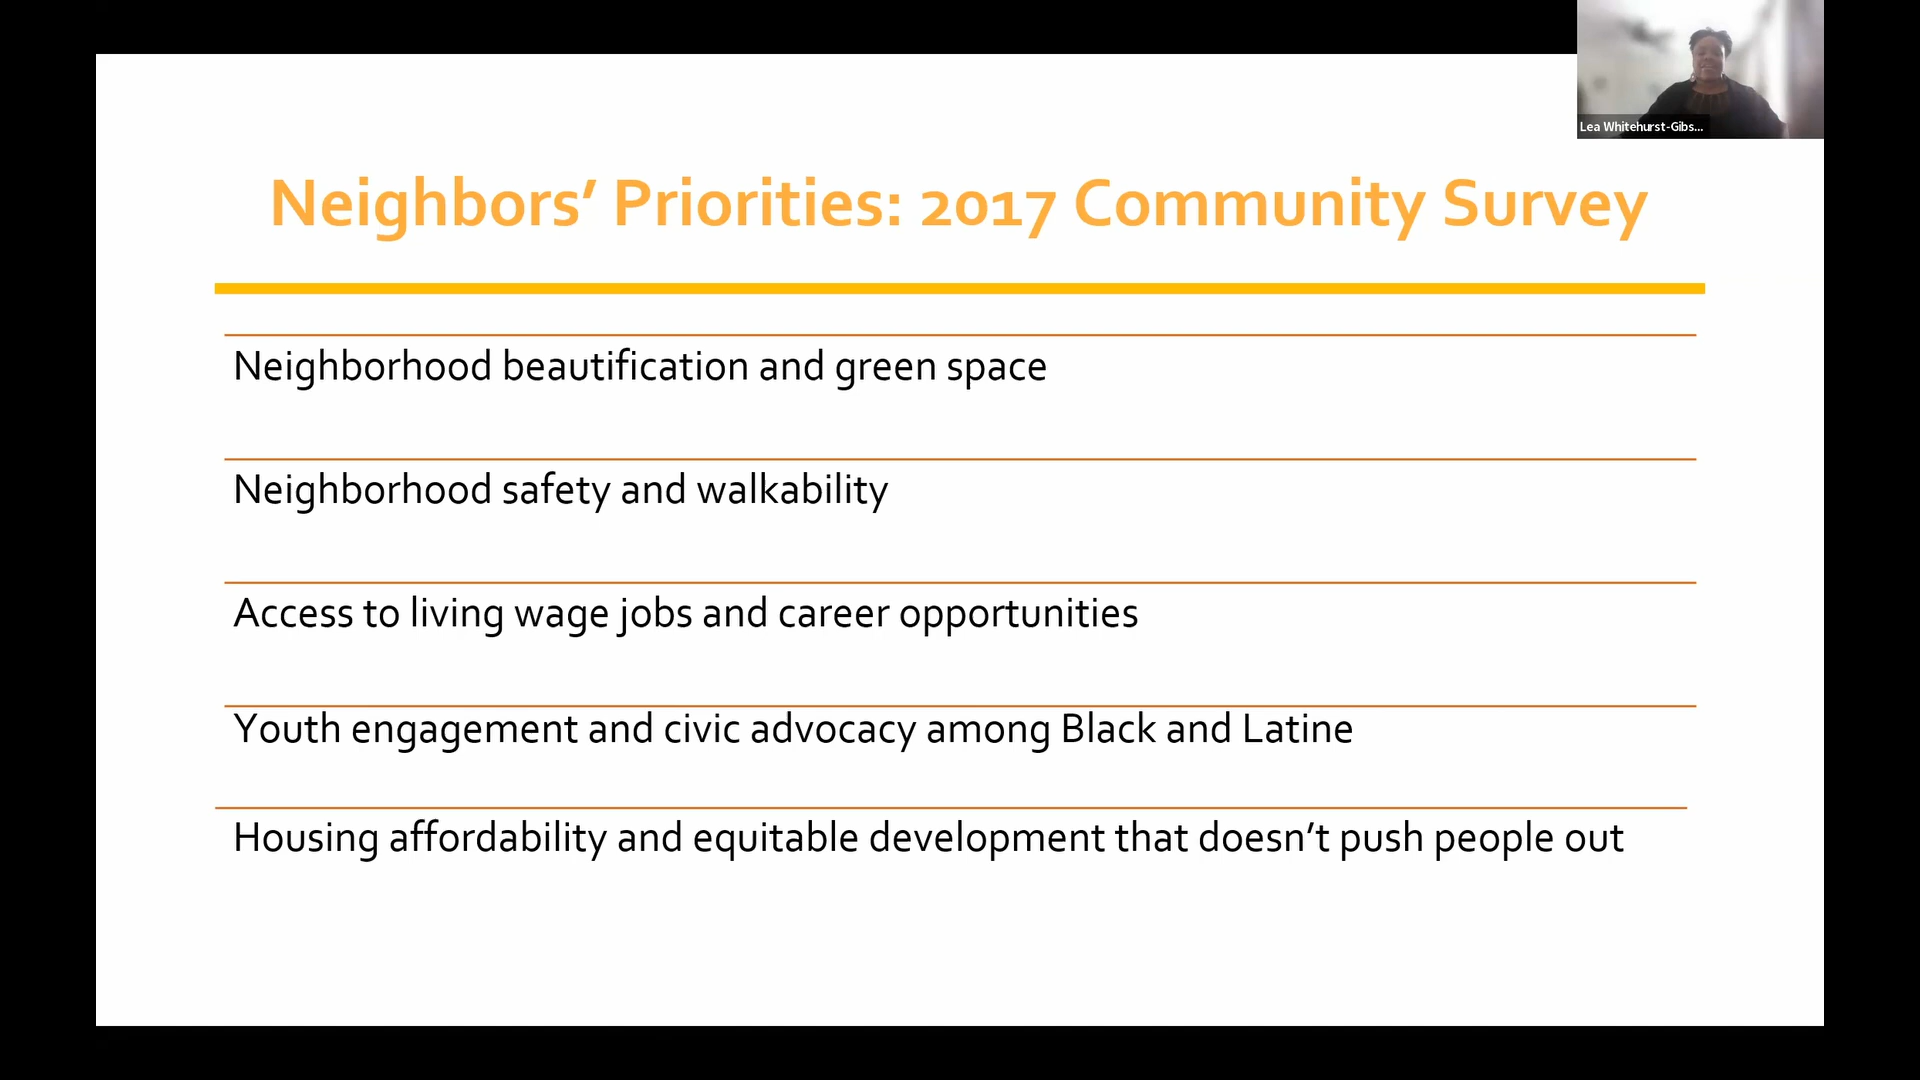 Lea Whitehurst-Gibs...
Neighbors’ Priorities: 2017 Community Survey
Neighborhood beautification and green space
Neighborhood safety and walkability
Access to living wage jobs and career opportunities
Youth engagement and civic advocacy among Black and Latine
Housing affordability and equitable development that doesn’t push people out